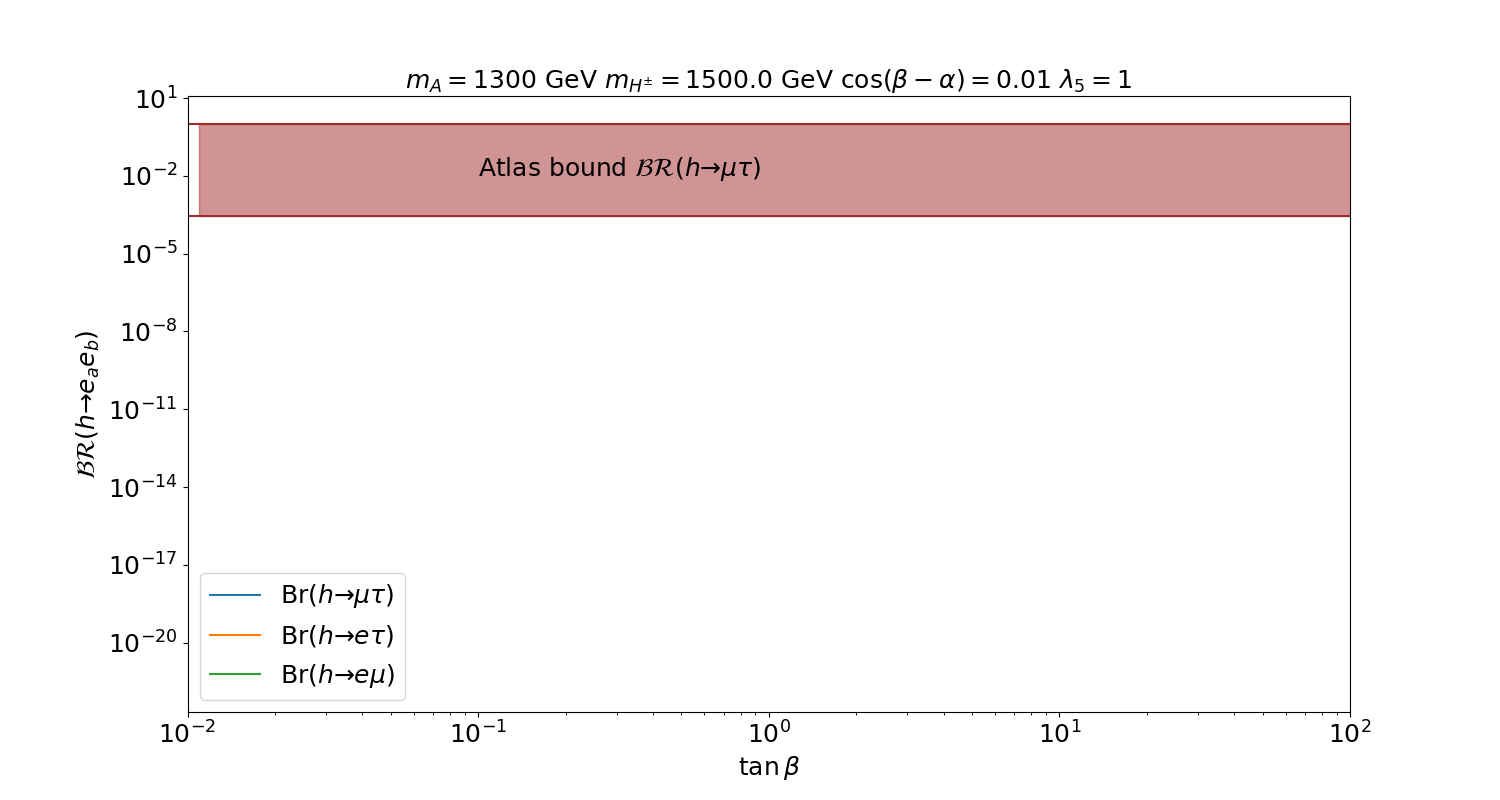 m_A = 1300 GeV m_{H^±} = 1500.0 GeV cos(β − α) = 0.01 λ_5 = 1
10^1
10^{−2}
10^{−5}
10^{−8}
10^{−11}
10^{−14}
10^{−17}
10^{−20}
ℬℛ(h→e_a e_b)
Atlas bound ℬℛ(h→μτ)
Br(h→μτ)
Br(h→eτ)
Br(h→eμ)
10^{−2} 10^{−1} 10^0 10^1 10^2
tan β